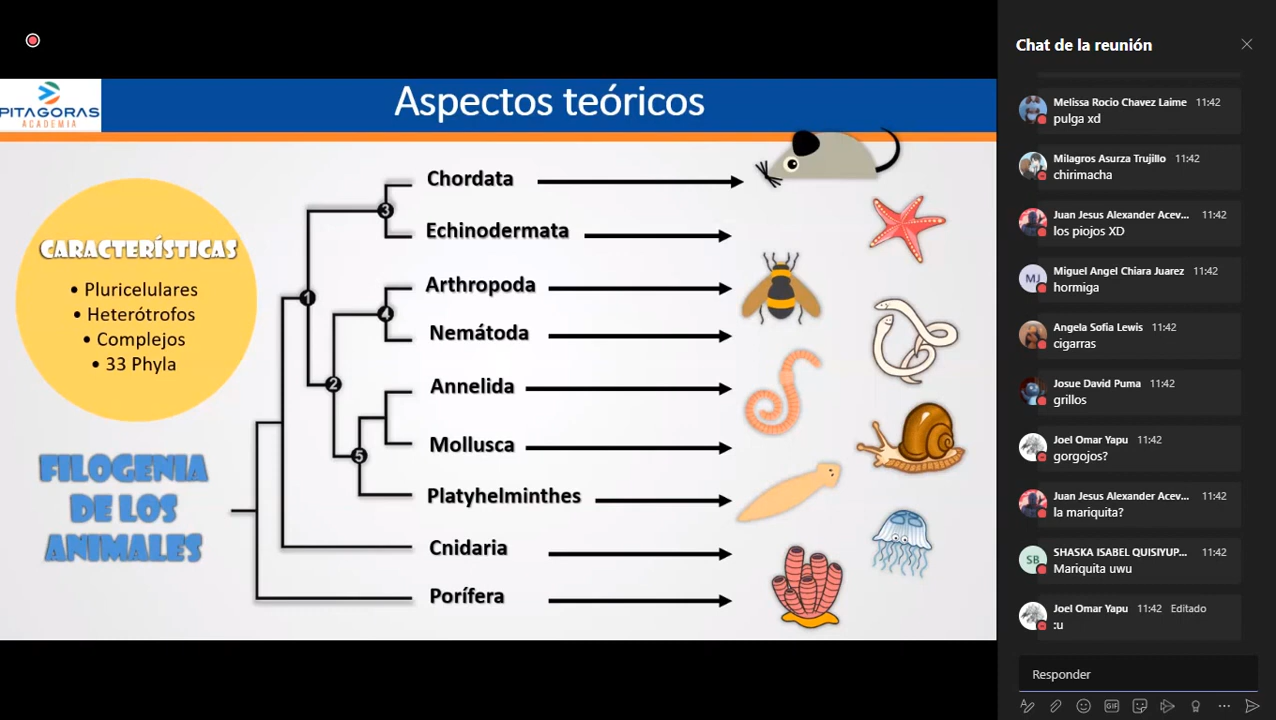 PITAGORAS
ACADEMIA
Aspectos teóricos
CARACTERÍSTICAS
• Pluricelulares
• Heterótrofos
• Complejos
• 33 Phyla
FILOGENIA
DE LOS
ANIMALES
Chordata
3
Echinodermata
Arthropoda
1
4
Nemátoda
2
Annelida
Mollusca
5
Platyhelminthes
Cnidaria
Porífera
Chat de la reunión
Melissa Rocio Chavez Laime 11:42
pulga xd
Milagros Asurza Trujillo 11:42
chirimacha
Juan Jesus Alexander Acev... 11:42
los piojos XD
MJ
Miguel Angel Chiara Juarez 11:42
hormiga
Angela Sofia Lewis 11:42
cigarras
Josue David Puma 11:42
grillos
Joel Omar Yapu 11:42
gorgojos?
Juan Jesus Alexander Acev... 11:42
la mariquita?
SB
SHASKA ISABEL QUISIYUP... 11:42
Mariquita uwu
Joel Omar Yapu 11:42 Editado
:u
Responder
GIF